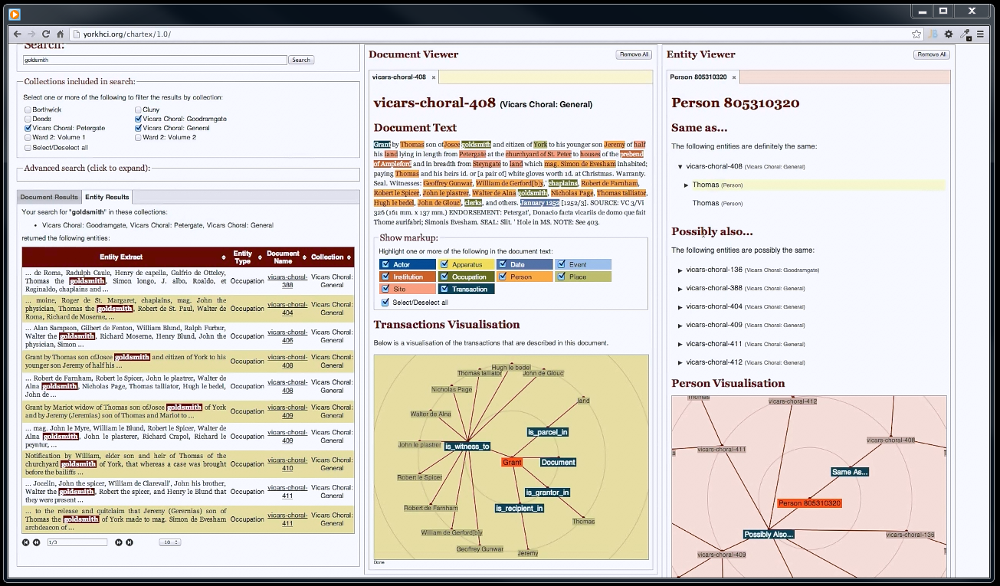 yorkhci.org/chartex/1.0/
Search:
goldsmith
Search
Collections included in search:
Select one or more of the following to filter the results by collection:
Borthwick
Cluny
Deeds
Vicars Choral: Goodramgate
Vicars Choral: Petergate
Vicars Choral: General
Ward 2: Volume 1
Ward 2: Volume 2
Select/Deselect all
Advanced search (click to expand):
Document Results
Entity Results
Your search for "goldsmith" in these collections:
• Vicars Choral: Goodramgate, Vicars Choral: Petergate, Vicars Choral: General
returned the following entities:
Entity Extract
Entity Type
Document Name
Collection
... de Roma, Radulph Caule, Henry de capella, Galfrio de Otteley,
Thomas the goldsmith, Simon longo, J. albo, Roaldo, et
Reginaldo, chaplains and ...
Occupation
vicars-choral-388
Vicars Choral: General
... moine, Roger de St. Margaret, chaplains, mag. John the
physician, Thomas the goldsmith, Robert de St. Paul, Walter de
Roma, Richard de Moserne, ...
Occupation
vicars-choral-404
Vicars Choral: General
... Alan Sampson, Gilbert de Fenton, William Blund, Ralph Furbur,
Walter the goldsmith, Richard Moserne, Henry Blund, John the
physician, Simon ...
Occupation
vicars-choral-406
Vicars Choral: General
Grant by Thomas son ofJosce goldsmith and citizen of York to his
younger son Jeremy of half his ...
Occupation
vicars-choral-408
Vicars Choral: General
... Robert de Farnham, Robert le Spicer, John le plastrer, Walter de
Alna goldsmith, Nicholas Page, Thomas talliator, Hugh le bedel,
John de ...
Occupation
vicars-choral-408
Vicars Choral: General
Grant by Mariot widow of Thomas son ofJosce goldsmith of York
and by Jeremy (Jeremias) son of Thomas and Mariot to ...
Occupation
vicars-choral-409
Vicars Choral: General
... mag. John le Myre, William le Blund, Robert le Spicer, Walter de
Alna goldsmith, John le plasterer, Richard Crapol, Richard le
peyntur, ...
Occupation
vicars-choral-409
Vicars Choral: General
Notification by William, elder son and heir of Thomas of the
churchyard goldsmith of York, that whereas a case was brought
before the bailiffs ...
Occupation
vicars-choral-410
Vicars Choral: General
... Jocelin, John the spicer, William de Clarevall', John his brother,
Walter the goldsmith, Robert the spicer, and Henry le Blund that
they were present ...
Occupation
vicars-choral-411
Vicars Choral: General
... to the release and quitclaim that Jeremy (Geremias) son of
Thomas the goldsmith of York made to mag. Simon de Evesham
archdeacon of ...
Occupation
vicars-choral-411
Vicars Choral: General
1/3
10
Document Viewer
Remove All
vicars-choral-408 ×
vicars-choral-408 (Vicars Choral: General)
Document Text
Grant by Thomas son ofJosce goldsmith and citizen of York to his younger son Jeremy of half
his land lying in length from Petergate at the churchyard of St. Peter to houses of the prebend
of Ampleford and in breadth from Steyngate to land which mag. Simon de Evesham inhabited;
paying Thomas and his heirs id. or [a pair of] white gloves worth 1d. at Christmas. Warranty.
Seal. Witnesses: Geoffrey Gunwar, William de Gerford[b]y,' chaplains, Robert de Farnham,
Robert le Spicer, John le plastrer, Walter de Alna goldsmith, Nicholas Page, Thomas talliator,
Hugh le bedel, John de Glouc', clerks, and others. January 1252 [1252/3]. SOURCE: VC 3/Vi
326 (161 mm. x 137 mm.) ENDORSEMENT: Petergat', Donacio facta vicariis de domo que fait
Thome aurifabri; Simonis Evesham. SEAL: Slit. ' Hole in MS. NOTE: See 403.
Show markup:
Highlight one or more of the following in the document text:
Actor
Apparatus
Date
Event
Institution
Occupation
Person
Place
Site
Transaction
Select/Deselect all
Transactions Visualisation
Below is a visualisation of the transactions that are described in this document.
Hugh le bedel
Thomas talliator
John de Glouc'
Nicholas Page
land
Walter de Alna
is_parcel_in
John le plastrer
is_witness_to
Grant
Document
Robert le Spicer
is_grantor_in
Robert de Farnham
is_recipient_in
Thomas
William de Gerford[b]y
Geoffrey Gunwar
Jeremy
Done
Entity Viewer
Remove All
Person 805310320 ×
Person 805310320
Same as...
The following entities are definitely the same:
vicars-choral-408 (Vicars Choral: General)
Thomas (Person)
Thomas (Person)
Possibly also...
The following entities are possibly the same:
vicars-choral-136 (Vicars Choral: Goodramgate)
vicars-choral-388 (Vicars Choral: General)
vicars-choral-404 (Vicars Choral: General)
vicars-choral-409 (Vicars Choral: General)
vicars-choral-411 (Vicars Choral: General)
vicars-choral-412 (Vicars Choral: General)
Person Visualisation
Thomas
vicars-choral-412
vicars-choral-411
vicars-choral-408
Same As...
Person 805310320
Possibly Also...
vicars-choral-136
vicars-choral-409